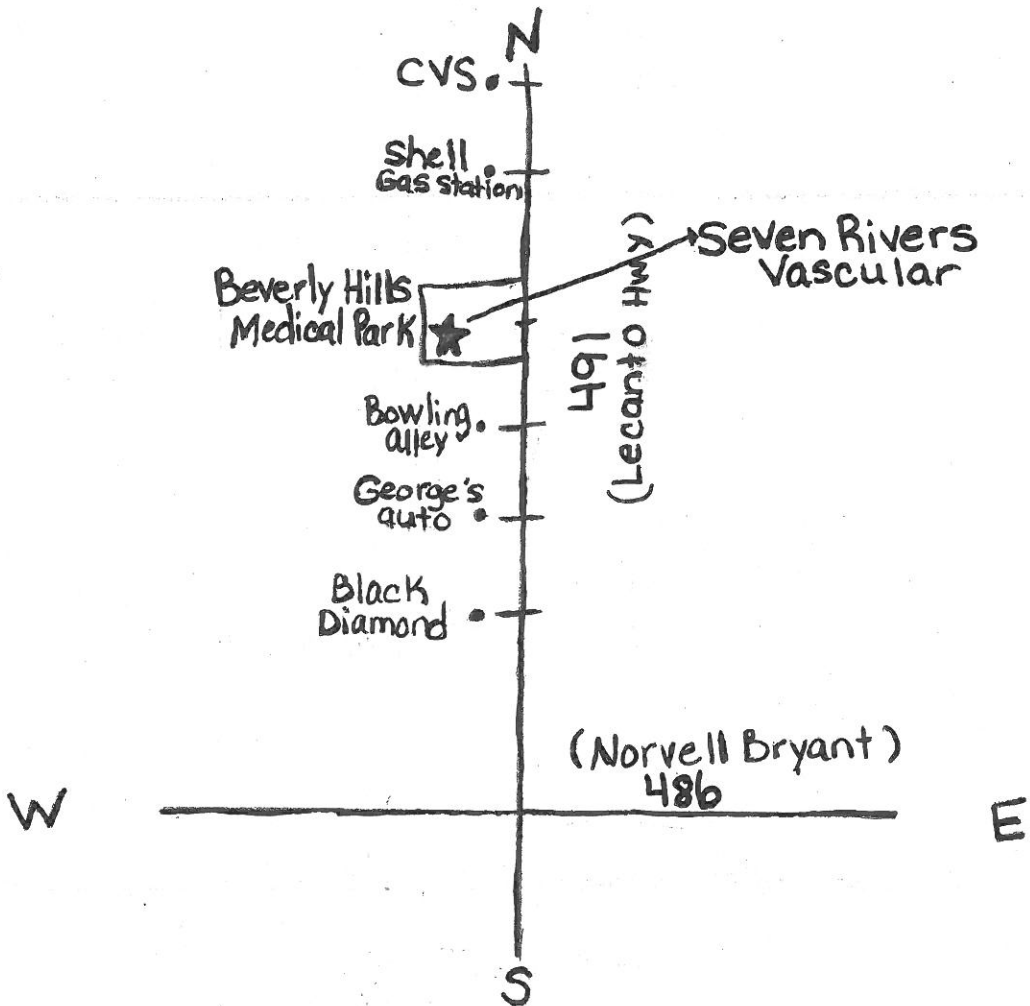 N
CVS
Shell
Gas station
Seven Rivers
Vascular
Beverly Hills
Medical Park
491
(Lecanto Hwy)
Bowling
alley
George's
auto
Black
Diamond
(Norvell Bryant)
486
W
E
S